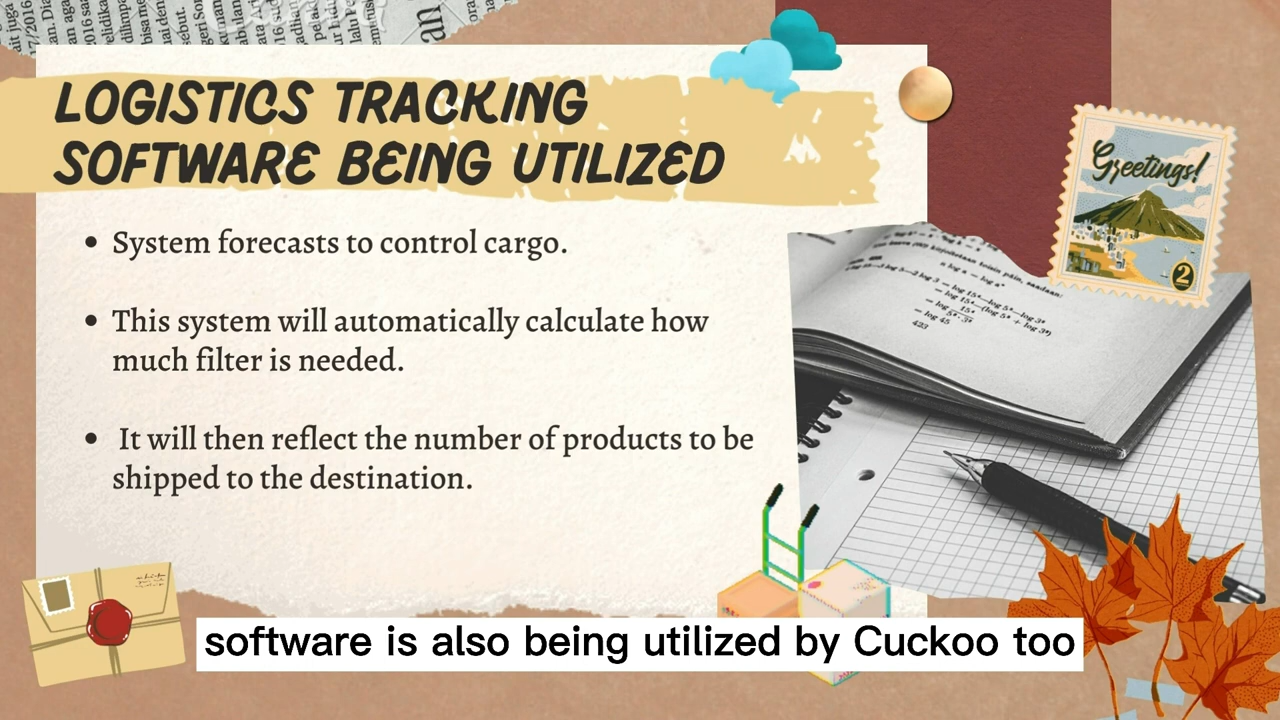 LOGISTICS TRACKING
SOFTWARE BEING UTILIZED
• System forecasts to control cargo.
• This system will automatically calculate how
much filter is needed.
• It will then reflect the number of products to be
shipped to the destination.
Greetings!
2
423
software is also being utilized by Cuckoo too